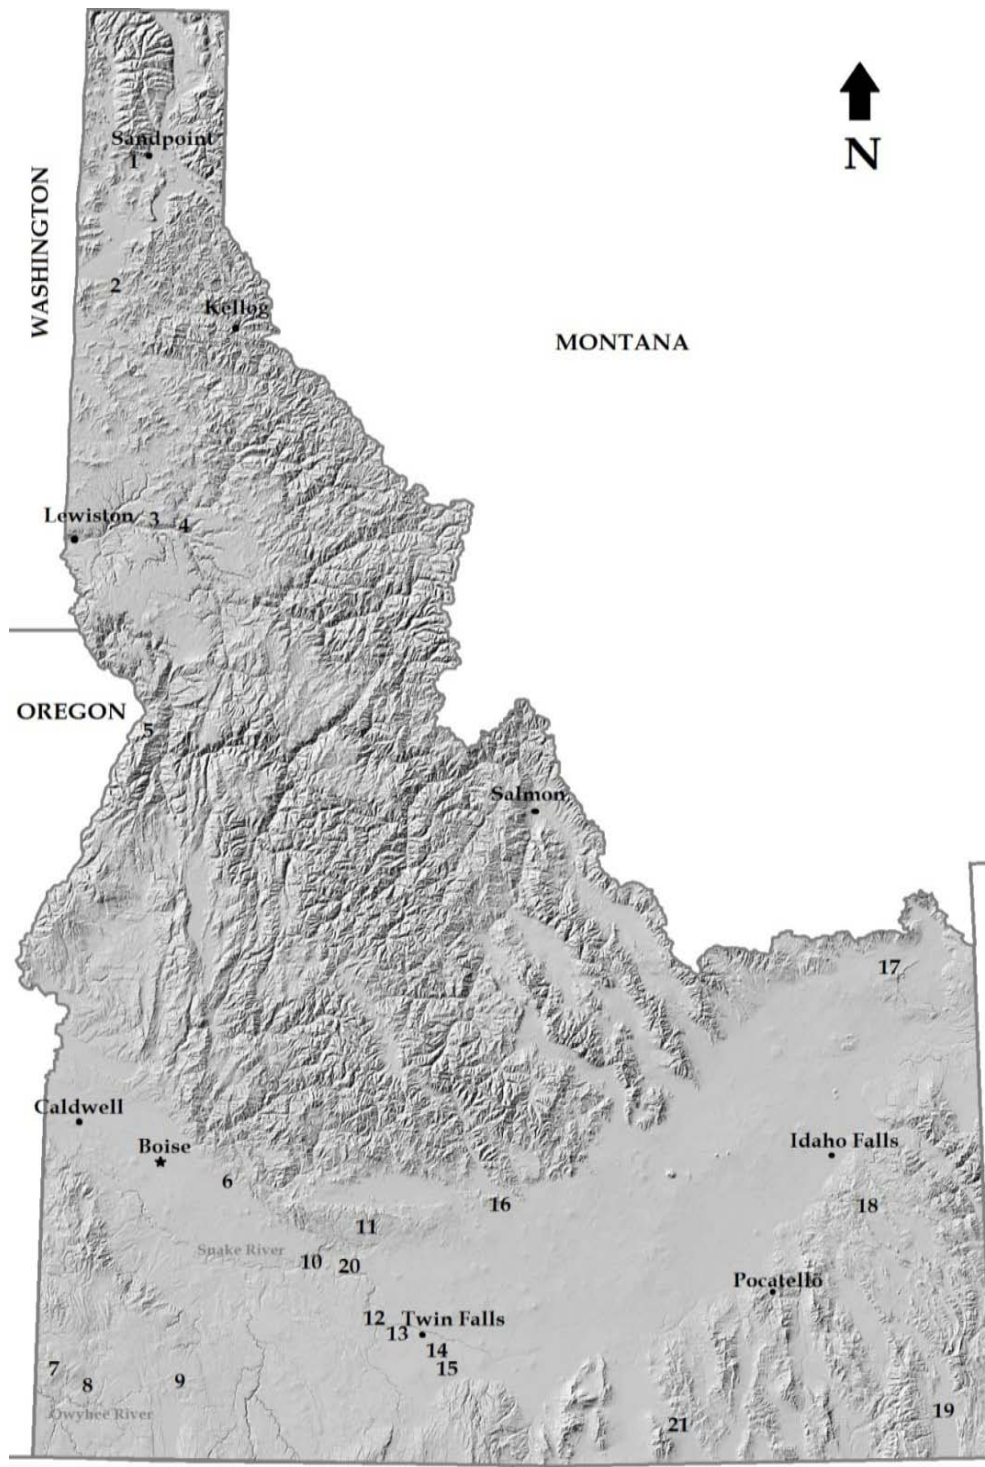 Sandpoint
1
N
WASHINGTON
2
Kellog
MONTANA
Lewiston
3
4
OREGON
5
Salmon
17
Caldwell
Boise
Idaho Falls
6
16
18
11
Snake River
10
20
Pocatello
12
Twin Falls
13
14
7
15
8
9
Owyhee River
19
21